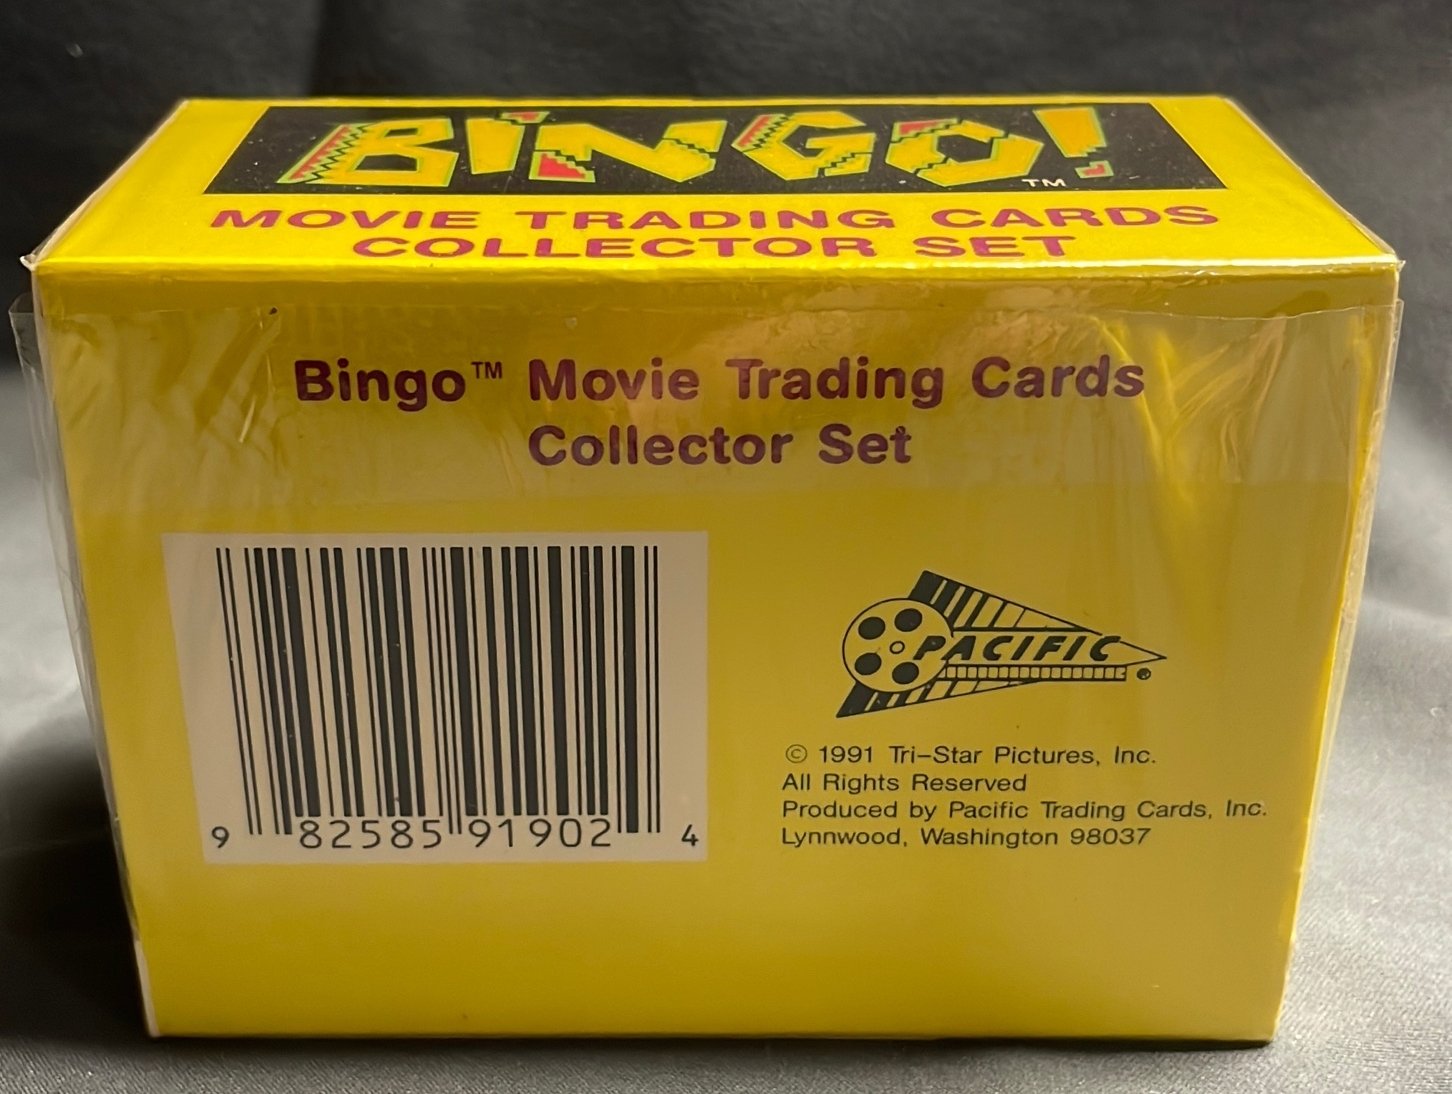 BINGO!™
MOVIE TRADING CARDS
COLLECTOR SET
Bingo™ Movie Trading Cards
Collector Set
9 82585 91902 4
PACIFIC®
© 1991 Tri-Star Pictures, Inc.
All Rights Reserved
Produced by Pacific Trading Cards, Inc.
Lynnwood, Washington 98037